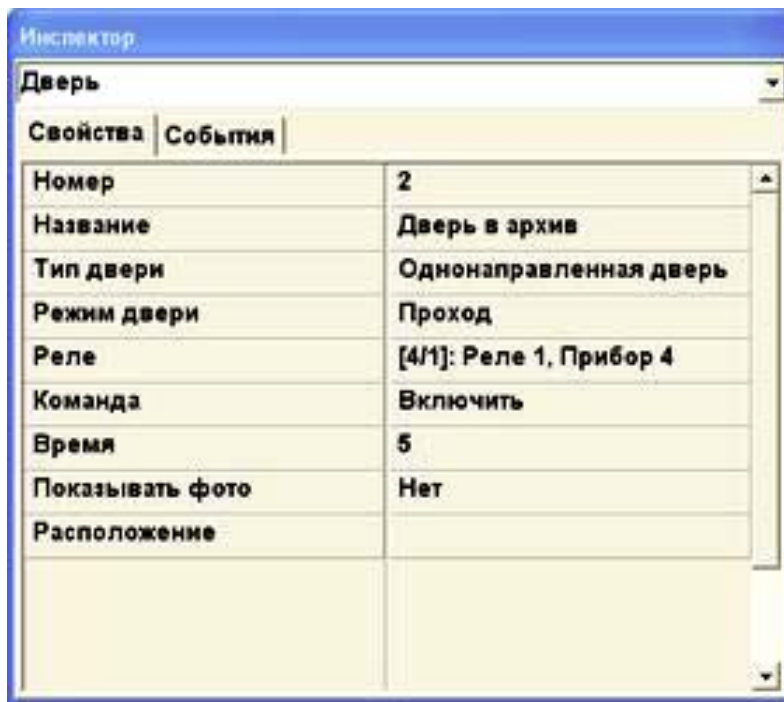 Инспектор
Дверь
Свойства События
Номер 2
Название Дверь в архив
Тип двери Однонаправленная дверь
Режим двери Проход
Реле [4/1]: Реле 1, Прибор 4
Команда Включить
Время 5
Показывать фото Нет
Расположение